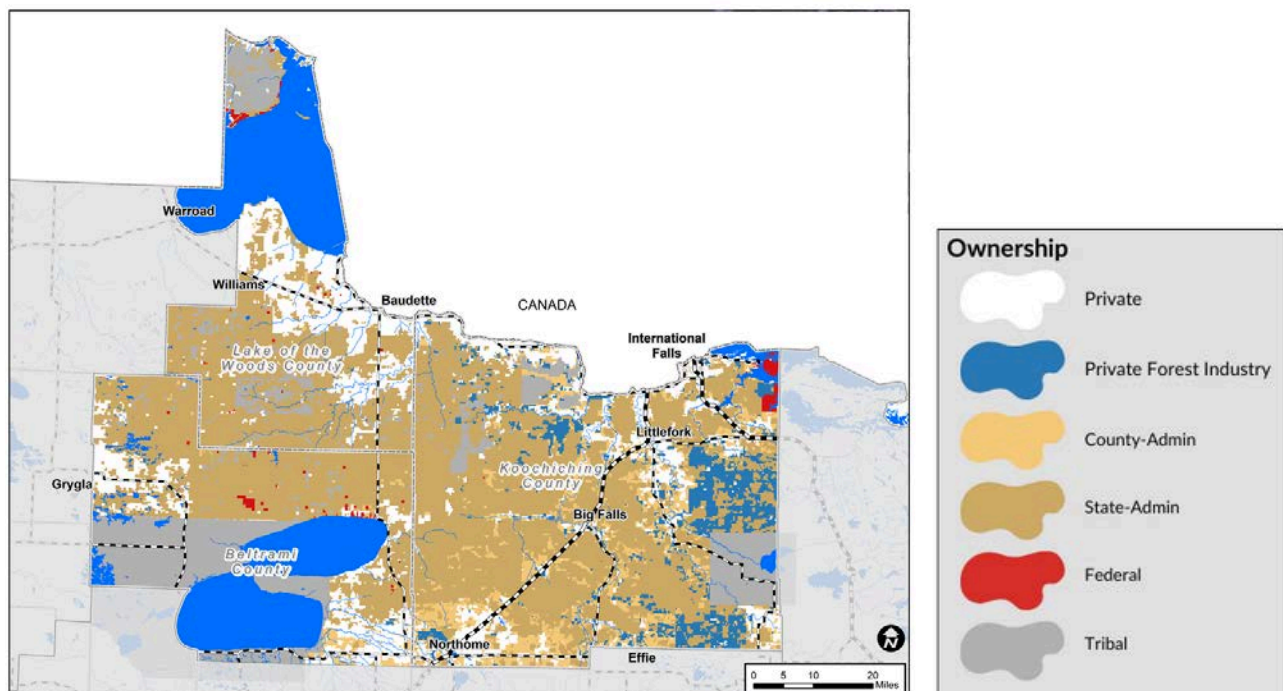 Warroad
Williams
Baudette
CANADA
International
Falls
Lake of the
Woods County
Littlefork
Koochiching
County
Grygla
Big Falls
Beltrami
County
Northome
Effie
N
0 5 10 20
Miles
Ownership
Private
Private Forest Industry
County-Admin
State-Admin
Federal
Tribal